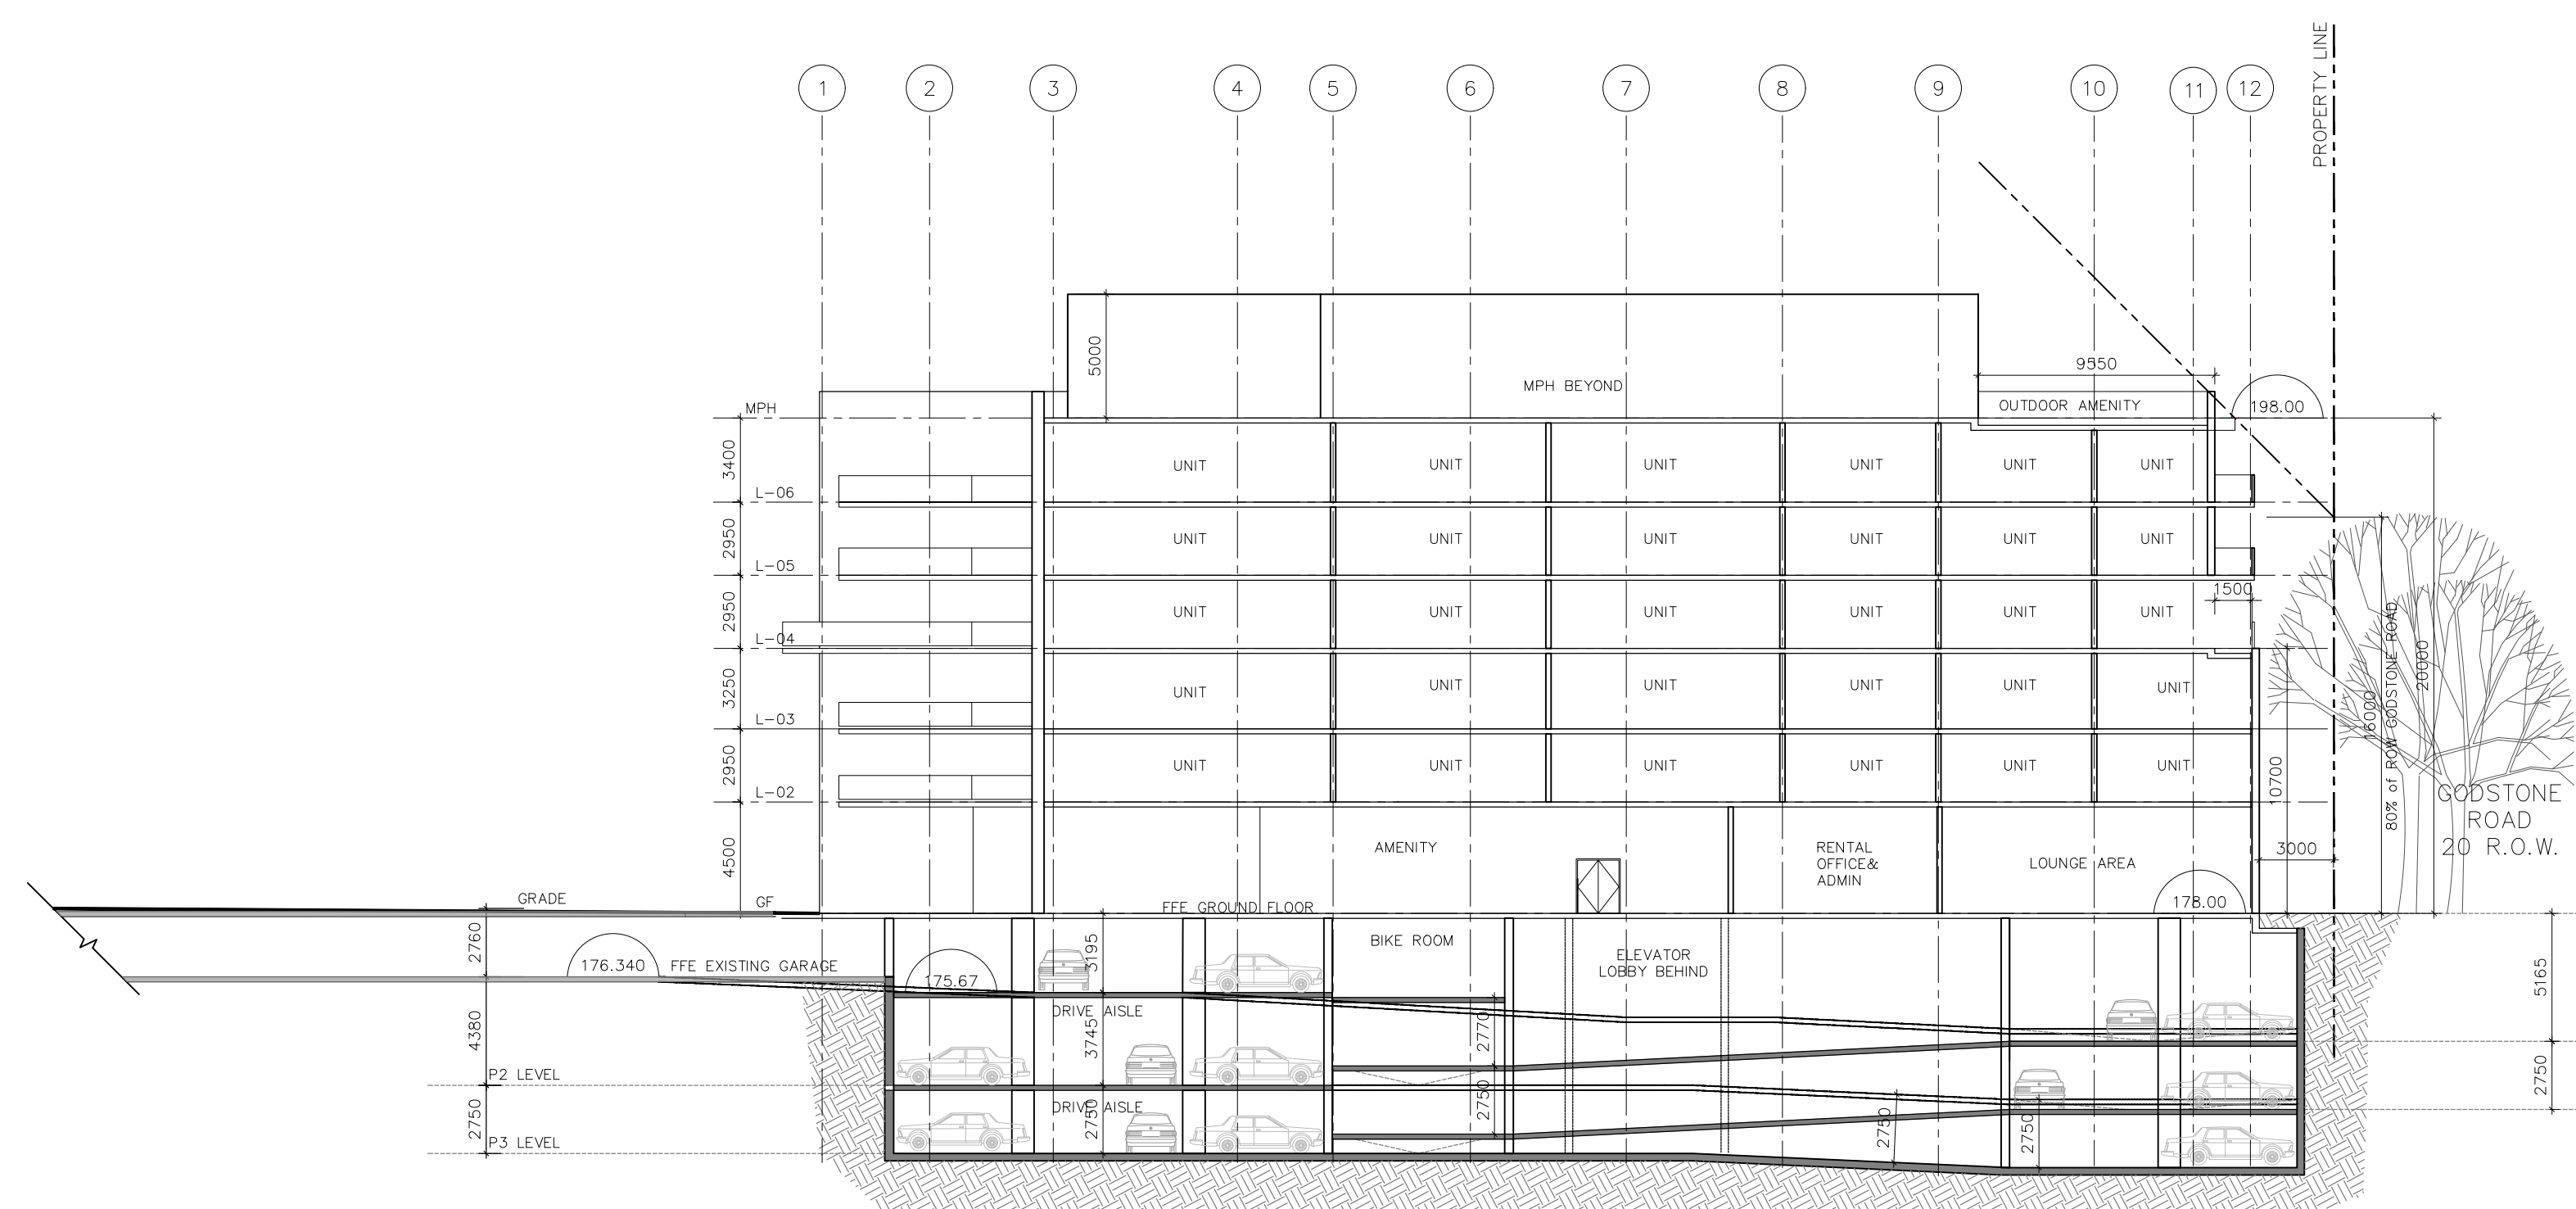 PROPERTY LINE
1
2
3
4
5
6
7
8
9
10
11
12
5000
9550
MPH BEYOND
MPH
OUTDOOR AMENITY
198.00
3400
UNIT
UNIT
UNIT
UNIT
UNIT
UNIT
L-06
2950
UNIT
UNIT
UNIT
UNIT
UNIT
UNIT
L-05
1500
2950
UNIT
UNIT
UNIT
UNIT
UNIT
UNIT
L-04
80% of ROW GODSTONE ROAD
16000
20000
3250
UNIT
UNIT
UNIT
UNIT
UNIT
UNIT
L-03
2950
UNIT
UNIT
UNIT
UNIT
UNIT
UNIT
L-02
10700
GODSTONE
ROAD
20 R.O.W.
4500
AMENITY
RENTAL
OFFICE&
ADMIN
LOUNGE AREA
3000
GRADE
GF
FFE GROUND FLOOR
178.00
2760
176.340
FFE EXISTING GARAGE
175.67
3195
BIKE ROOM
ELEVATOR
LOBBY BEHIND
5165
4380
DRIVE AISLE
3745
2770
P2 LEVEL
2750
2750
DRIVE AISLE
2750
2750
2750
2750
P3 LEVEL